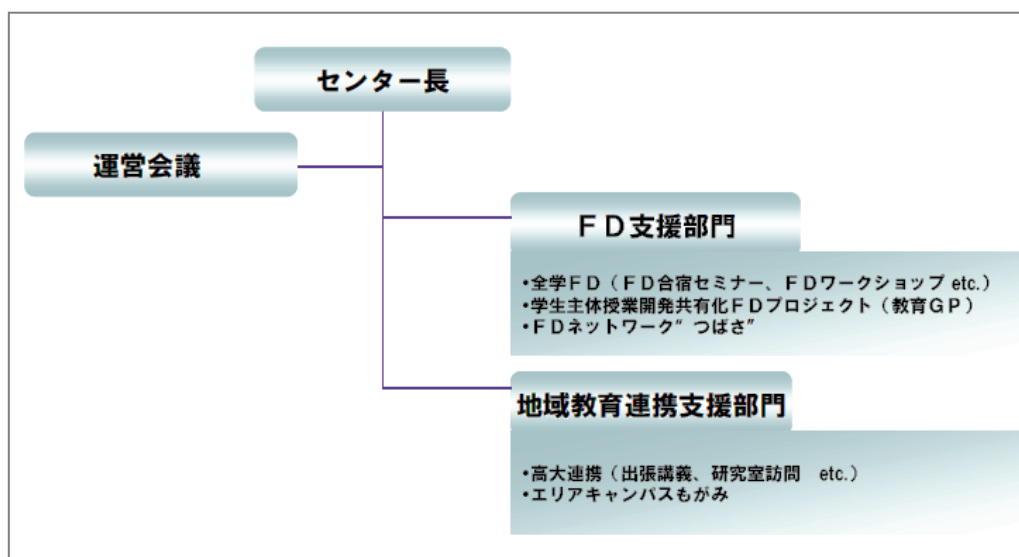 センター長
運営会議
ＦＤ支援部門
・全学ＦＤ（ＦＤ合宿セミナー、ＦＤワークショップ etc.）
・学生主体授業開発共有化ＦＤプロジェクト（教育ＧＰ）
・ＦＤネットワーク“つばさ”
地域教育連携支援部門
・高大連携（出張講義、研究室訪問　etc.）
・エリアキャンパスもがみ